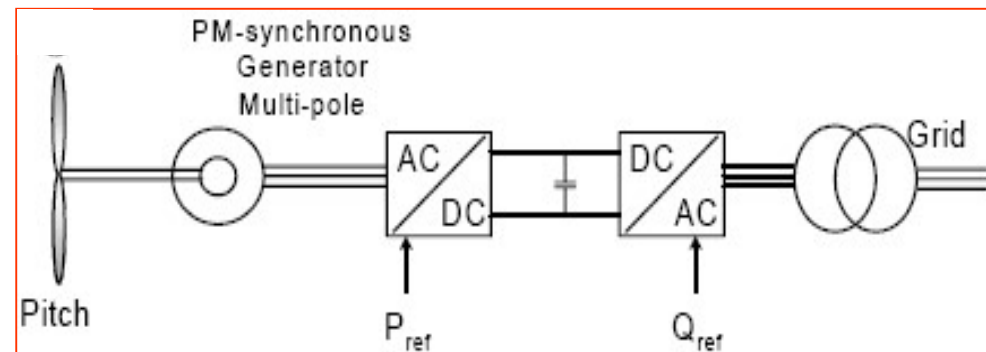 PM-synchronous
Generator
Multi-pole
Grid
AC
DC
DC
AC
Pitch
Pref
Qref